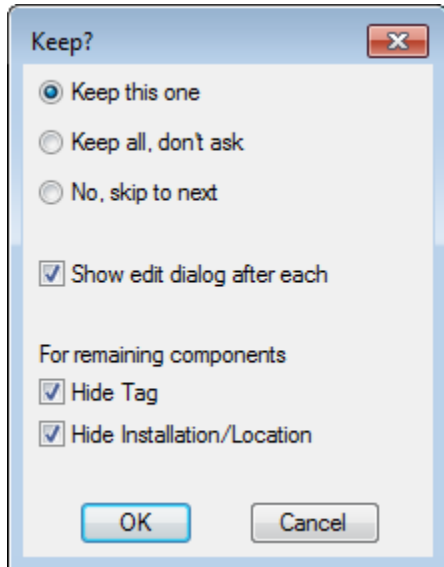 Keep?
Keep this one
Keep all, don't ask
No, skip to next
Show edit dialog after each
For remaining components
Hide Tag
Hide Installation/Location
OK Cancel